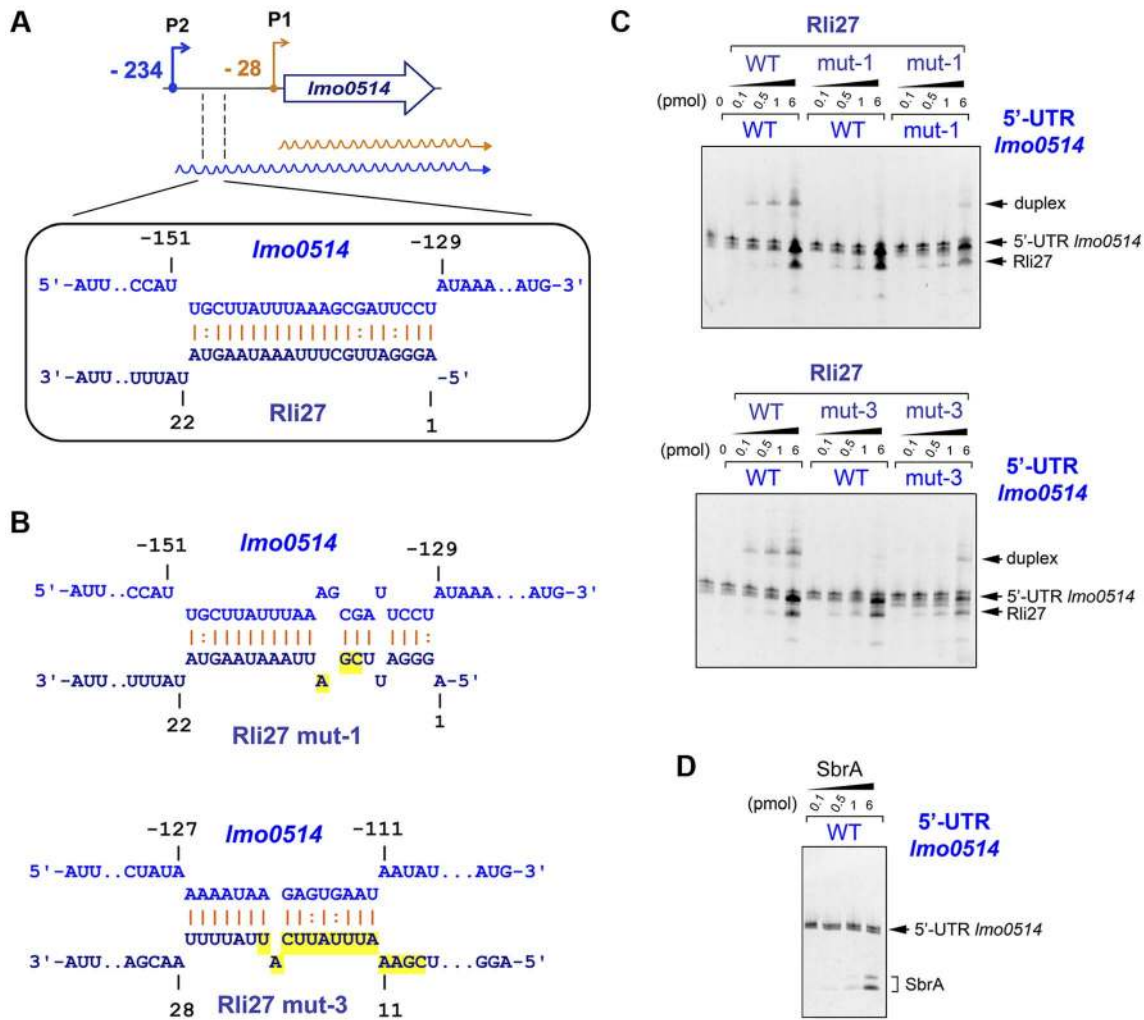 A
P2
P1
- 234
- 28
lmo0514
-151
lmo0514
-129
5'-AUU..CCAU
AUAAA..AUG-3'
UGCUUAUUUAAAGCGAUUCCU
|:||||||||||||:||:|||
AUGAAUAAAUUUCGUUAGGGA
3'-AUU..UUUAU
-5'
22
Rli27
1
B
-151
lmo0514
-129
5'-AUU..CCAU
AG
U
AUAAA...AUG-3'
UGCUUAUUUAA
CGA
UCCU
|:|||||||||
|||
|||:
AUGAAUAAAUU
GCU
AGGG
3'-AUU..UUUAU
A
U
A-5'
22
Rli27 mut-1
1
-127
lmo0514
-111
5'-AUU..CUAUA
AAUAU...AUG-3'
AAAAUAA
GAGUGAAU
|||||||
||:|:|||
UUUUAUU
CUUAUUUA
3'-AUU..AGCAA
A
AAGCU...GGA-5'
28
Rli27 mut-3
11
C
Rli27
WT
mut-1
mut-1
(pmol)
0
0.1
0.5
1
6
0.1
0.5
1
6
0.1
0.5
1
6
WT
WT
mut-1
5'-UTR
lmo0514
duplex
5'-UTR lmo0514
Rli27
Rli27
WT
mut-3
mut-3
(pmol)
0
0.1
0.5
1
6
0.1
0.5
1
6
0.1
0.5
1
6
WT
WT
mut-3
5'-UTR
lmo0514
duplex
5'-UTR lmo0514
Rli27
D
SbrA
(pmol)
0.1
0.5
1
6
WT
5'-UTR
lmo0514
5'-UTR lmo0514
SbrA